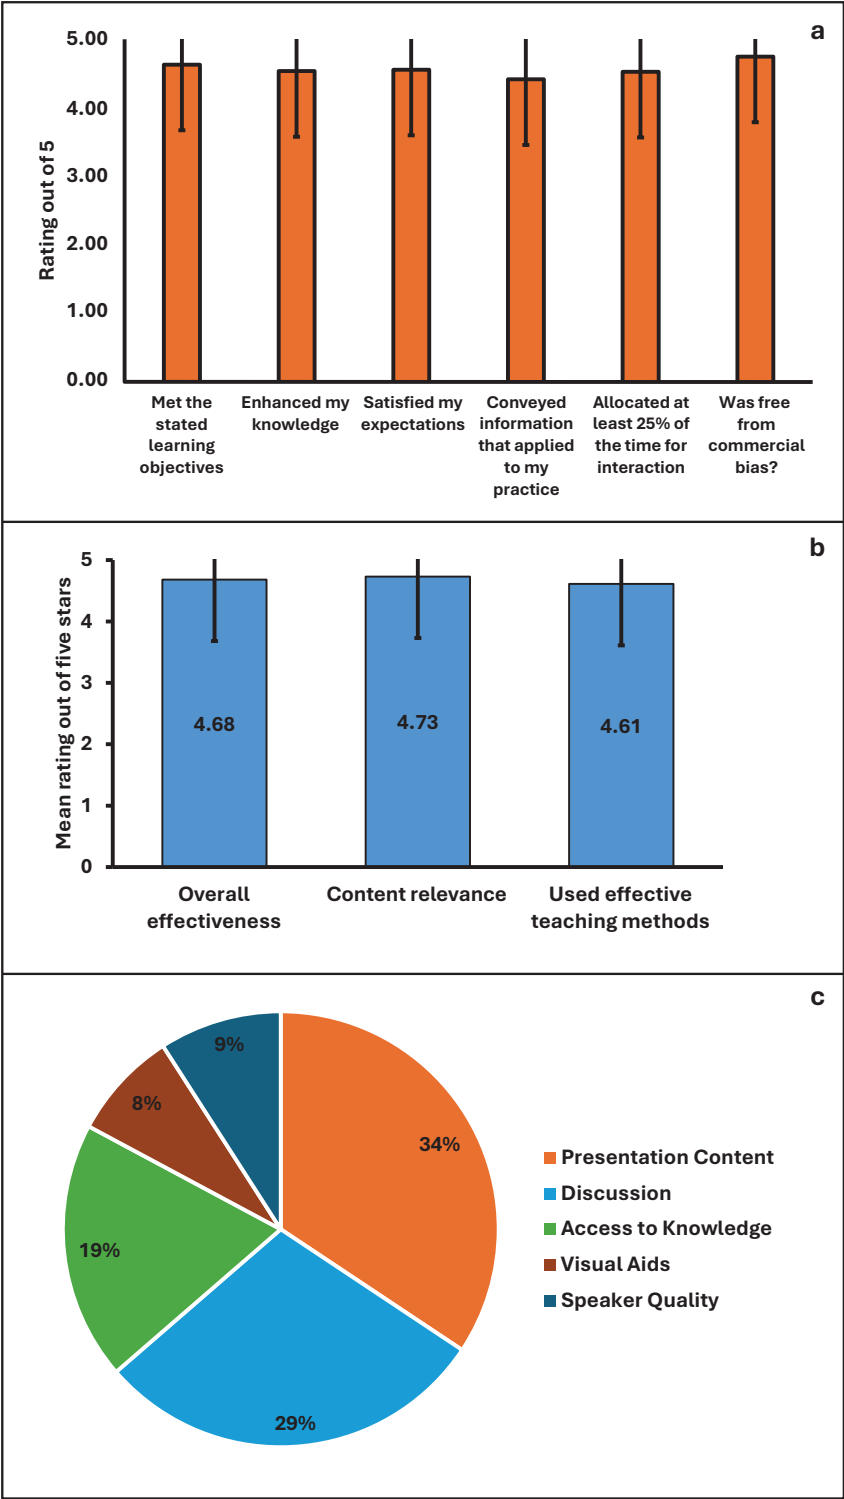 a
Rating out of 5
5.00
4.00
3.00
2.00
1.00
0.00
Met the
stated
learning
objectives
Enhanced my
knowledge
Satisfied my
expectations
Conveyed
information
that applied
to my
practice
Allocated at
least 25% of
the time for
interaction
Was free
from
commercial
bias?
b
Mean rating out of five stars
5
4
3
2
1
0
4.68
4.73
4.61
Overall
effectiveness
Content relevance
Used effective
teaching methods
c
9%
8%
34%
19%
29%
Presentation Content
Discussion
Access to Knowledge
Visual Aids
Speaker Quality